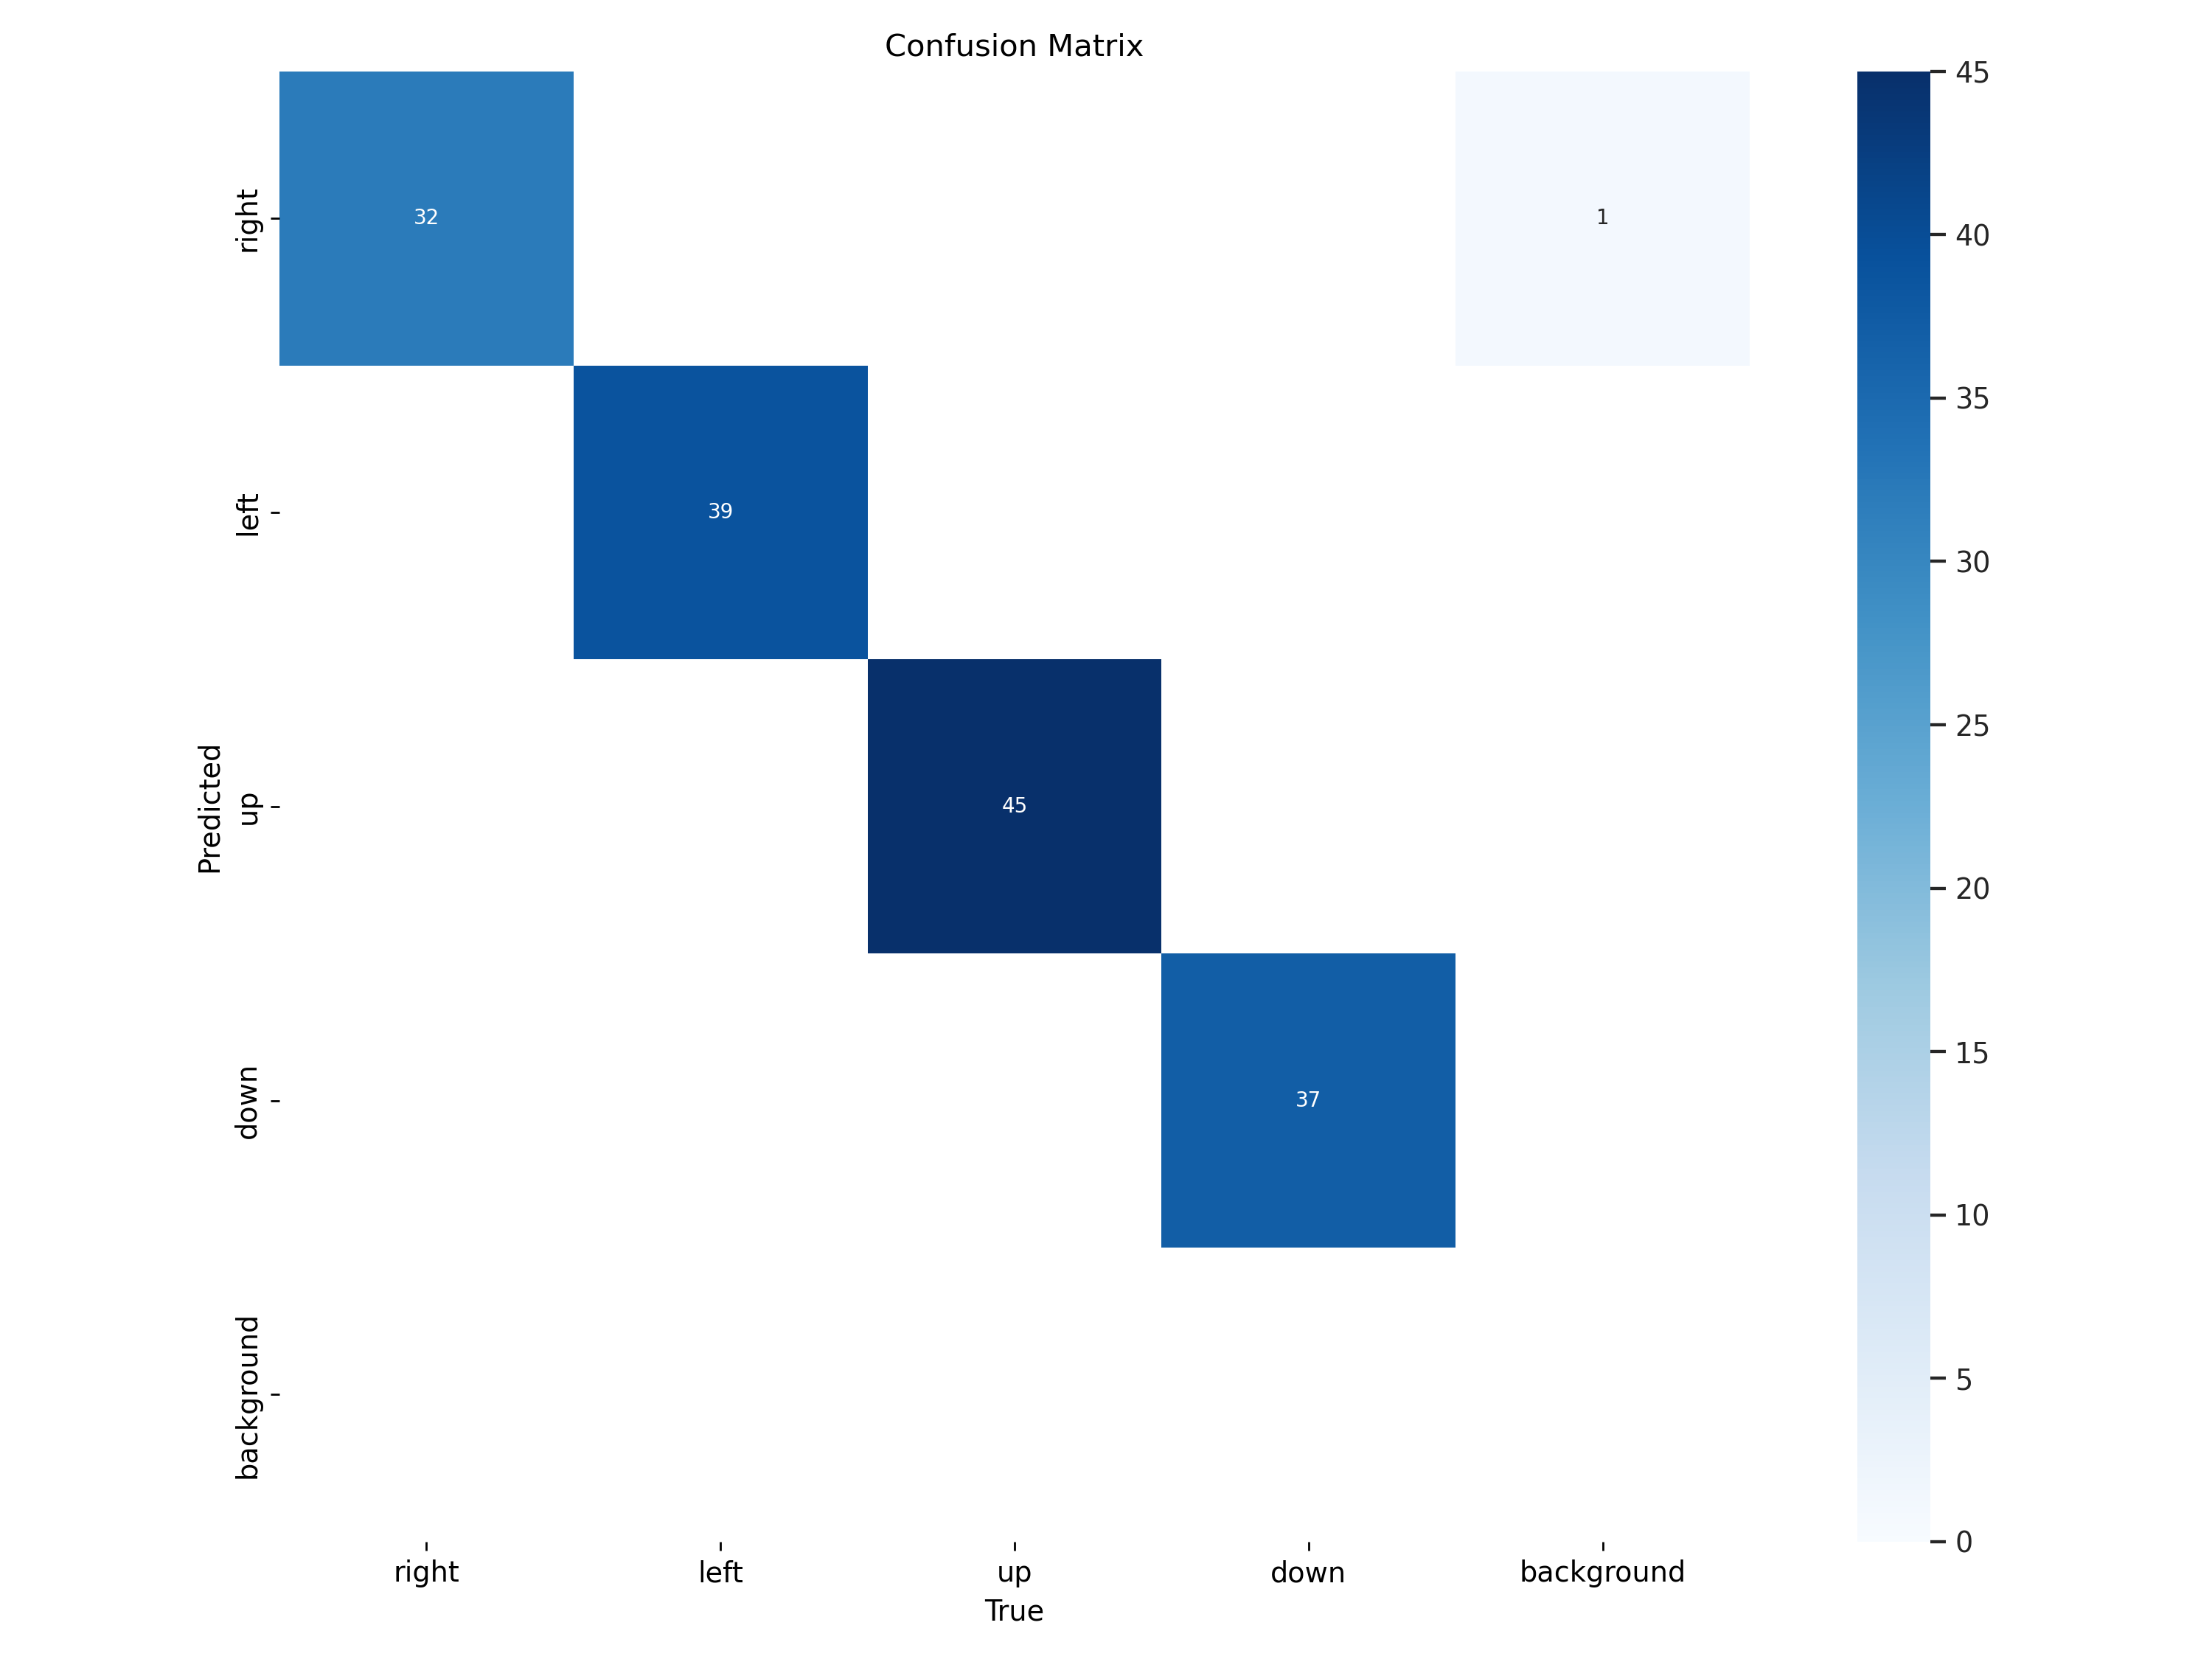 Confusion Matrix
right
32
1
left
39
up
45
down
37
background
Predicted
right
left
up
down
background
True
45
40
35
30
25
20
15
10
5
0